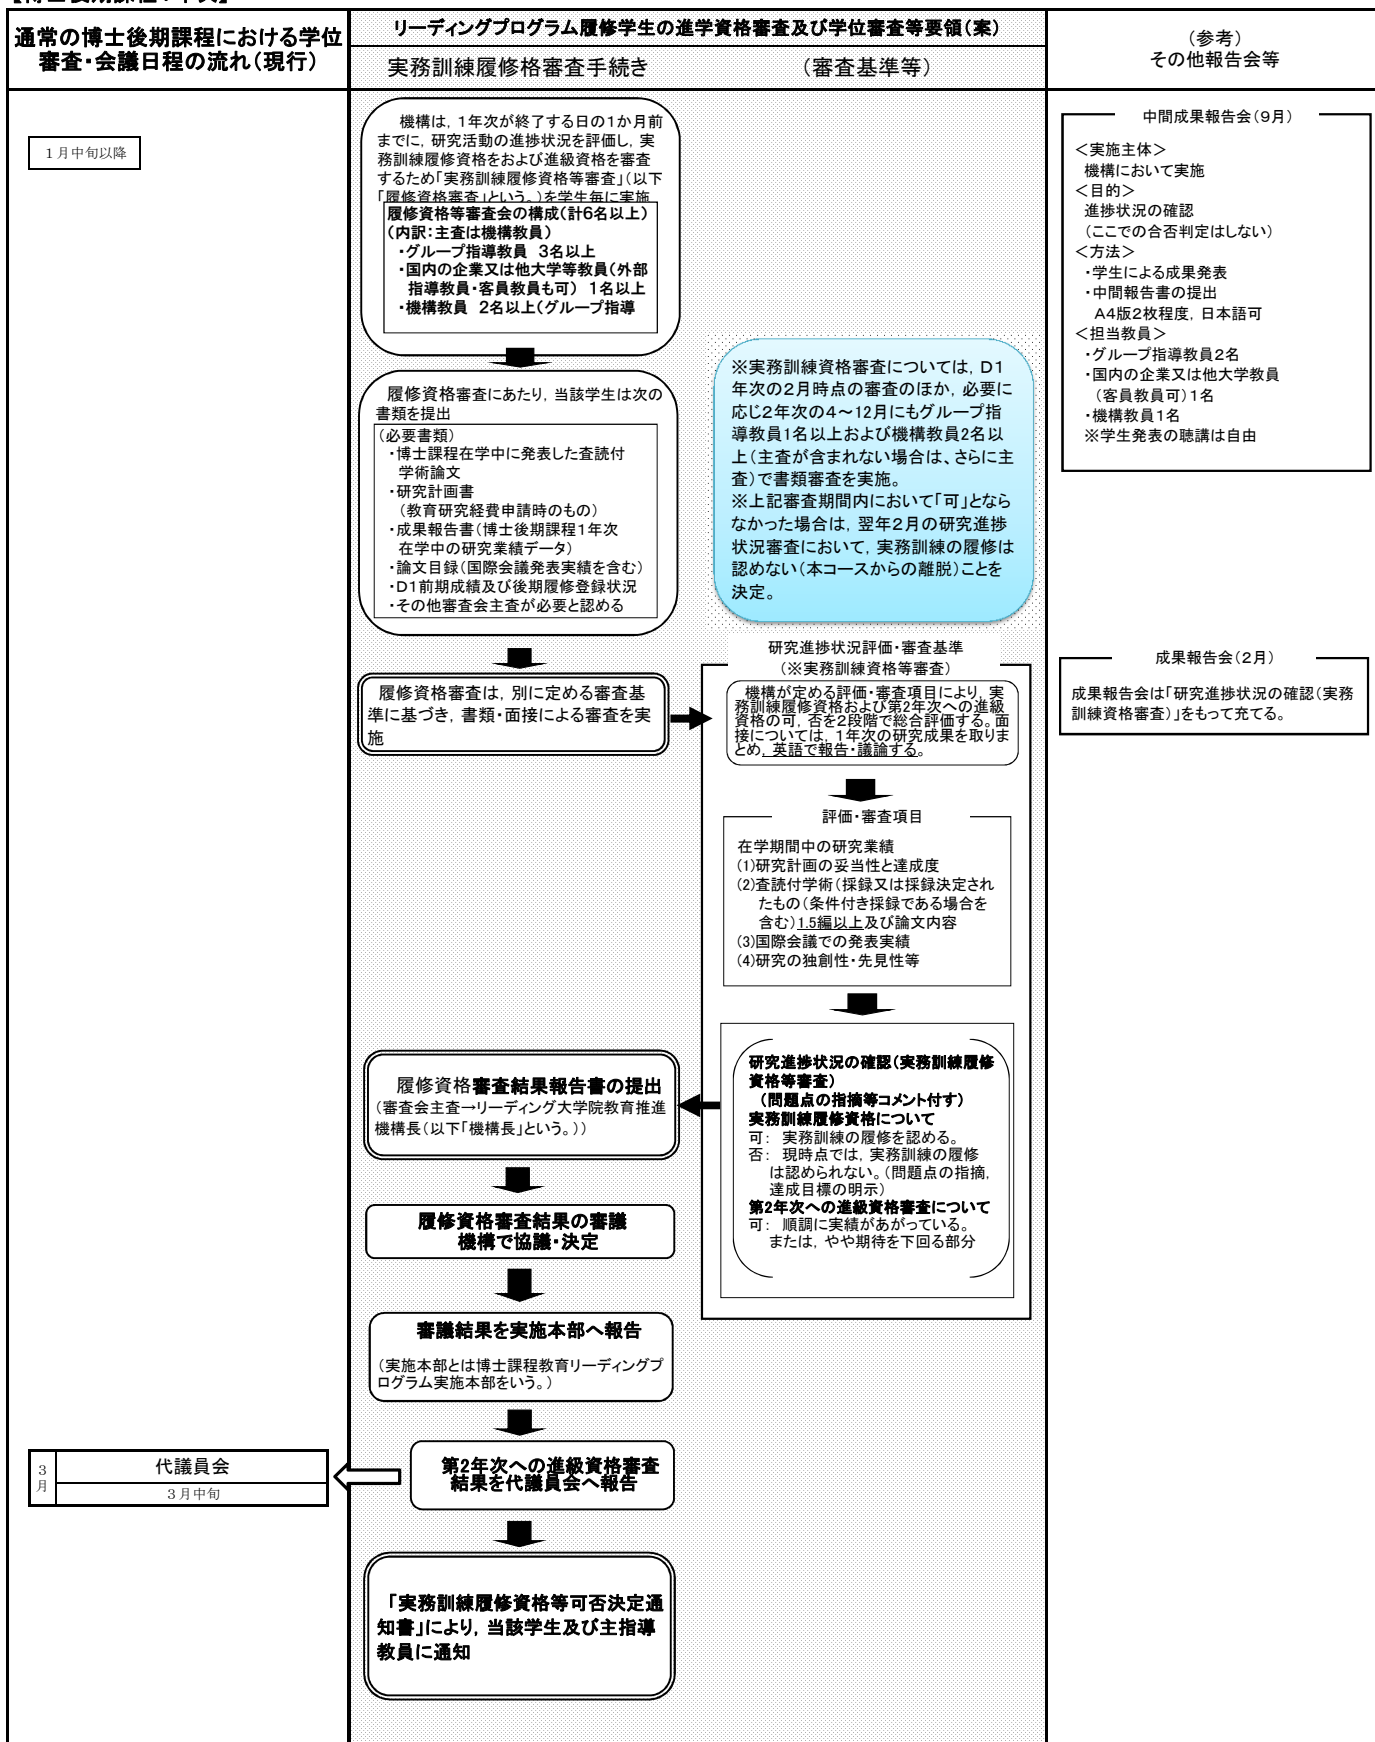 通常の博士後期課程における学位
審査・会議日程の流れ（現行）
リーディングプログラム履修学生の進学資格審査及び学位審査等要領（案）
実務訓練履修格審査手続き
（審査基準等）
（参考）
その他報告会等
1月中旬以降
機構は，1年次が終了する日の1か月前
までに，研究活動の進捗状況を評価し，実
務訓練履修資格をおよび進級資格を審査
するため「実務訓練履修資格等審査」（以下
「履修資格審査」という。）を学生毎に実施
履修資格等審査会の構成（計6名以上）
（内訳：主査は機構教員）
・グループ指導教員 3名以上
・国内の企業又は他大学等教員（外部
指導教員・客員教員も可） 1名以上
・機構教員 2名以上（グループ指導
履修資格審査にあたり，当該学生は次の
書類を提出
（必要書類）
・博士課程在学中に発表した査読付
学術論文
・研究計画書
（教育研究経費申請時のもの）
・成果報告書（博士後期課程1年次
在学中の研究業績データ）
・論文目録（国際会議発表実績を含む）
・D1前期成績及び後期履修登録状況
・その他審査会主査が必要と認める
※実務訓練資格審査については，D1
年次の2月時点の審査のほか，必要に
応じ2年次の4～12月にもグループ指
導教員1名以上および機構教員2名以
上（主査が含まれない場合は、さらに主
査）で書類審査を実施。
※上記審査期間内において「可」となら
なかった場合は，翌年2月の研究進捗
状況審査において，実務訓練の履修は
認めない（本コースからの離脱）ことを
決定。
中間成果報告会（9月）
＜実施主体＞
機構において実施
＜目的＞
進捗状況の確認
（ここでの合否判定はしない）
＜方法＞
・学生による成果発表
・中間報告書の提出
A4版2枚程度，日本語可
＜担当教員＞
・グループ指導教員2名
・国内の企業又は他大学教員
（客員教員可）1名
・機構教員1名
※学生発表の聴講は自由
履修資格審査は，別に定める審査基
準に基づき，書類・面接による審査を実
施
研究進捗状況評価・審査基準
（※実務訓練資格等審査）
機構が定める評価・審査項目により，実
務訓練履修資格および第2年次への進級
資格の可，否を2段階で総合評価する。面
接については，1年次の研究成果を取りま
とめ，英語で報告・議論する。
成果報告会（2月）
成果報告会は「研究進捗状況の確認（実務
訓練資格審査）」をもって充てる。
評価・審査項目
在学期間中の研究業績
(1)研究計画の妥当性と達成度
(2)査読付学術（採録又は採録決定され
たもの（条件付き採録である場合を
含む）1.5編以上及び論文内容
(3)国際会議での発表実績
(4)研究の独創性・先見性等
研究進捗状況の確認（実務訓練履修
資格等審査）
（問題点の指摘等コメント付す）
実務訓練履修資格について
可： 実務訓練の履修を認める。
否： 現時点では，実務訓練の履修
は認められない。（問題点の指摘，
達成目標の明示）
第2年次への進級資格審査について
可： 順調に実績があがっている。
または，やや期待を下回る部分
履修資格審査結果報告書の提出
（審査会主査→リーディング大学院教育推進
機構長（以下「機構長」という。））
履修資格審査結果の審議
機構で協議・決定
審議結果を実施本部へ報告
（実施本部とは博士課程教育リーディングプ
ログラム実施本部をいう。）
第2年次への進級資格審査
結果を代議員会へ報告
3
月
代議員会
3月中旬
「実務訓練履修資格等可否決定通
知書」により，当該学生及び主指導
教員に通知